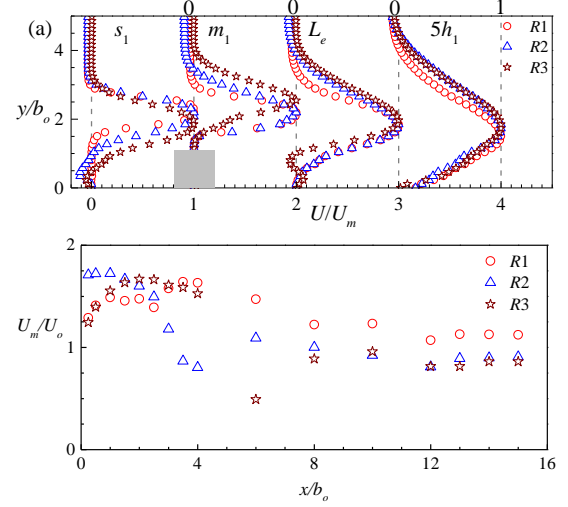 0 0 0 1
(a) s₁ m₁ Lₑ 5h₁
R1
R2
R3
4
y/bₒ
2
0
0 1 2 3 4
U/Uₘ
2
R1
R2
R3
Uₘ/Uₒ
1
0
0 4 8 12 16
x/bₒ